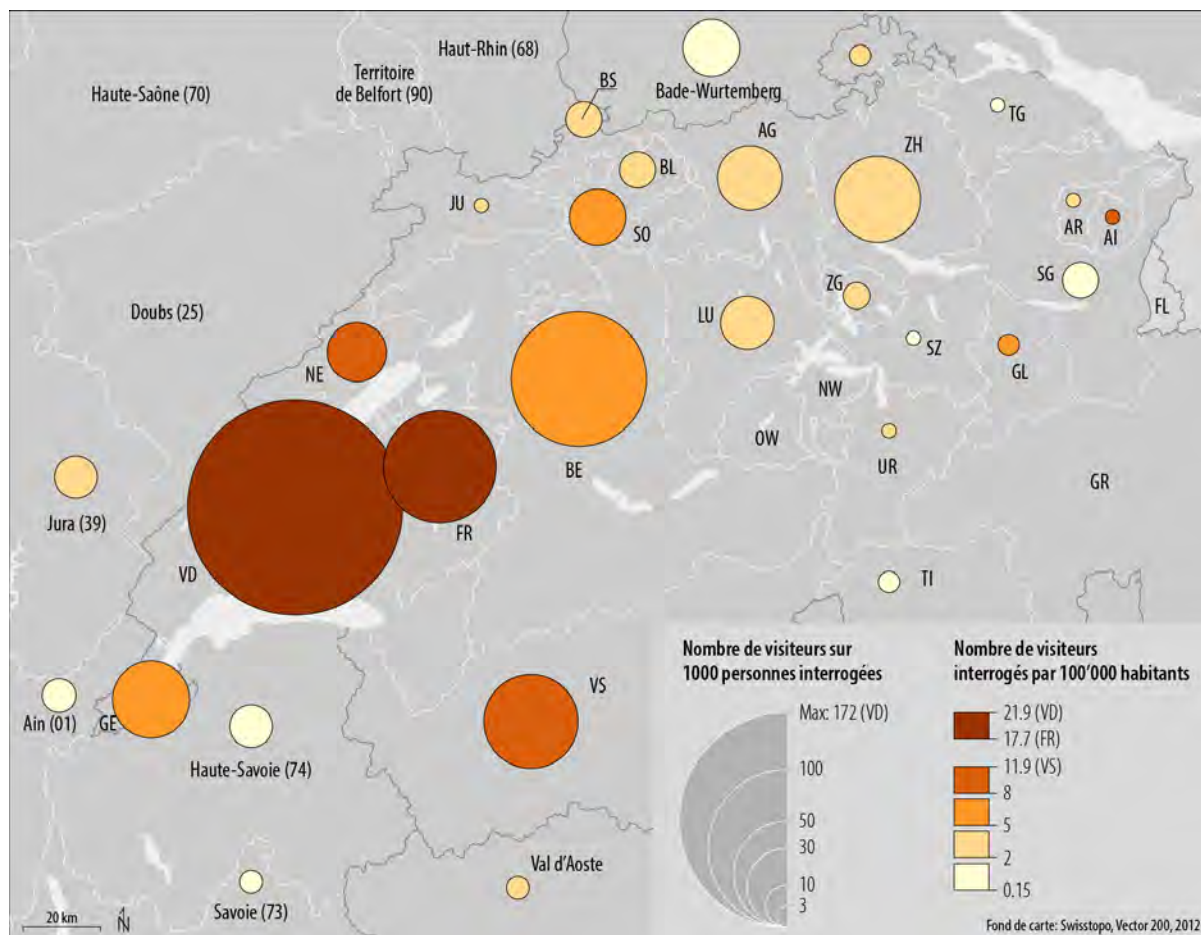 Haut-Rhin (68)
Haute-Saône (70)
Territoire
de Belfort (90)
BS
Bade-Wurtemberg
TG
AG
ZH
BL
JU
SO
AR
AI
SG
FL
Doubs (25)
ZG
LU
SZ
GL
NE
NW
OW
UR
BE
GR
Jura (39)
FR
VD
TI
VS
Ain (01)
GE
Haute-Savoie (74)
Val d'Aoste
Savoie (73)
20 km
N
Nombre de visiteurs sur
1000 personnes interrogées
Max: 172 (VD)
100
50
30
10
3
Nombre de visiteurs
interrogés par 100'000 habitants
21.9 (VD)
17.7 (FR)
11.9 (VS)
8
5
2
0.15
Fond de carte: Swisstopo, Vector 200, 2012